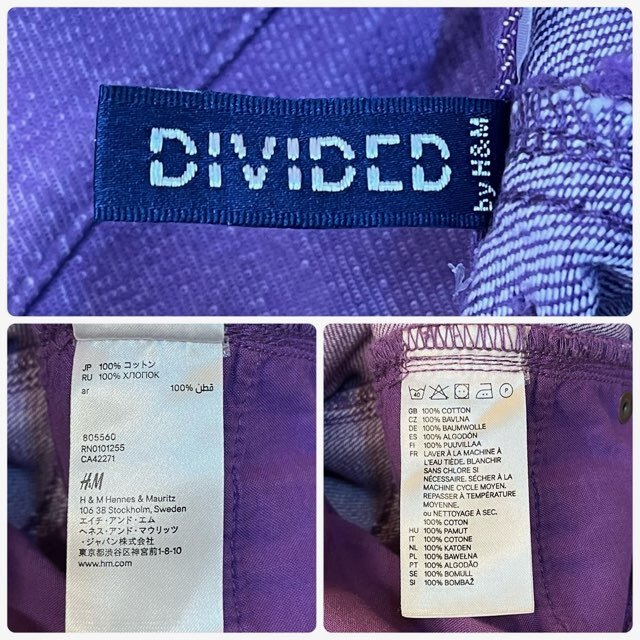 DIVIDED
by H&M
JP 100% コットン
RU 100% ХЛОПОК
ar 100% قطن
805560
RN0101255
CA42271
H&M
H & M Hennes & Mauritz
106 38 Stockholm, Sweden
エイチ・アンド・エム
ヘネス・アンド・マウリッツ
・ジャパン株式会社
東京都渋谷区神宮前1-8-10
www.hm.com
40 P
GB 100% COTTON
CZ 100% BAVLNA
DE 100% BAUMWOLLE
ES 100% ALGODÓN
FI 100% PUUVILLAA
FR LAVER À LA MACHINE À
L'EAU TIÈDE. BLANCHIR
SANS CHLORE SI
NÉCESSAIRE. SÉCHER À LA
MACHINE CYCLE MOYEN.
REPASSER À TEMPÉRATURE
MOYENNE.
ou NETTOYAGE À SEC.
100% COTON
HU 100% PAMUT
IT 100% COTONE
NL 100% KATOEN
PL 100% BAWEŁNA
PT 100% ALGODÃO
SE 100% BOMULL
SI 100% BOMBAŽ